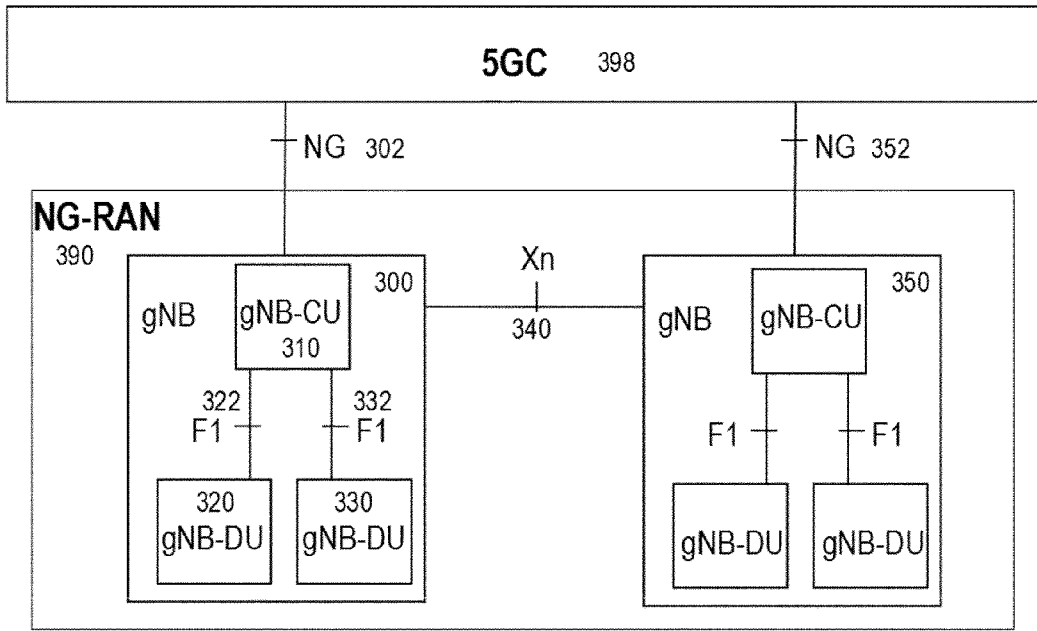 5GC 398
NG 302
NG 352
NG-RAN
390
gNB
300
gNB-CU
310
322
F1
332
F1
320
gNB-DU
330
gNB-DU
Xn
340
gNB
350
gNB-CU
F1
F1
gNB-DU
gNB-DU